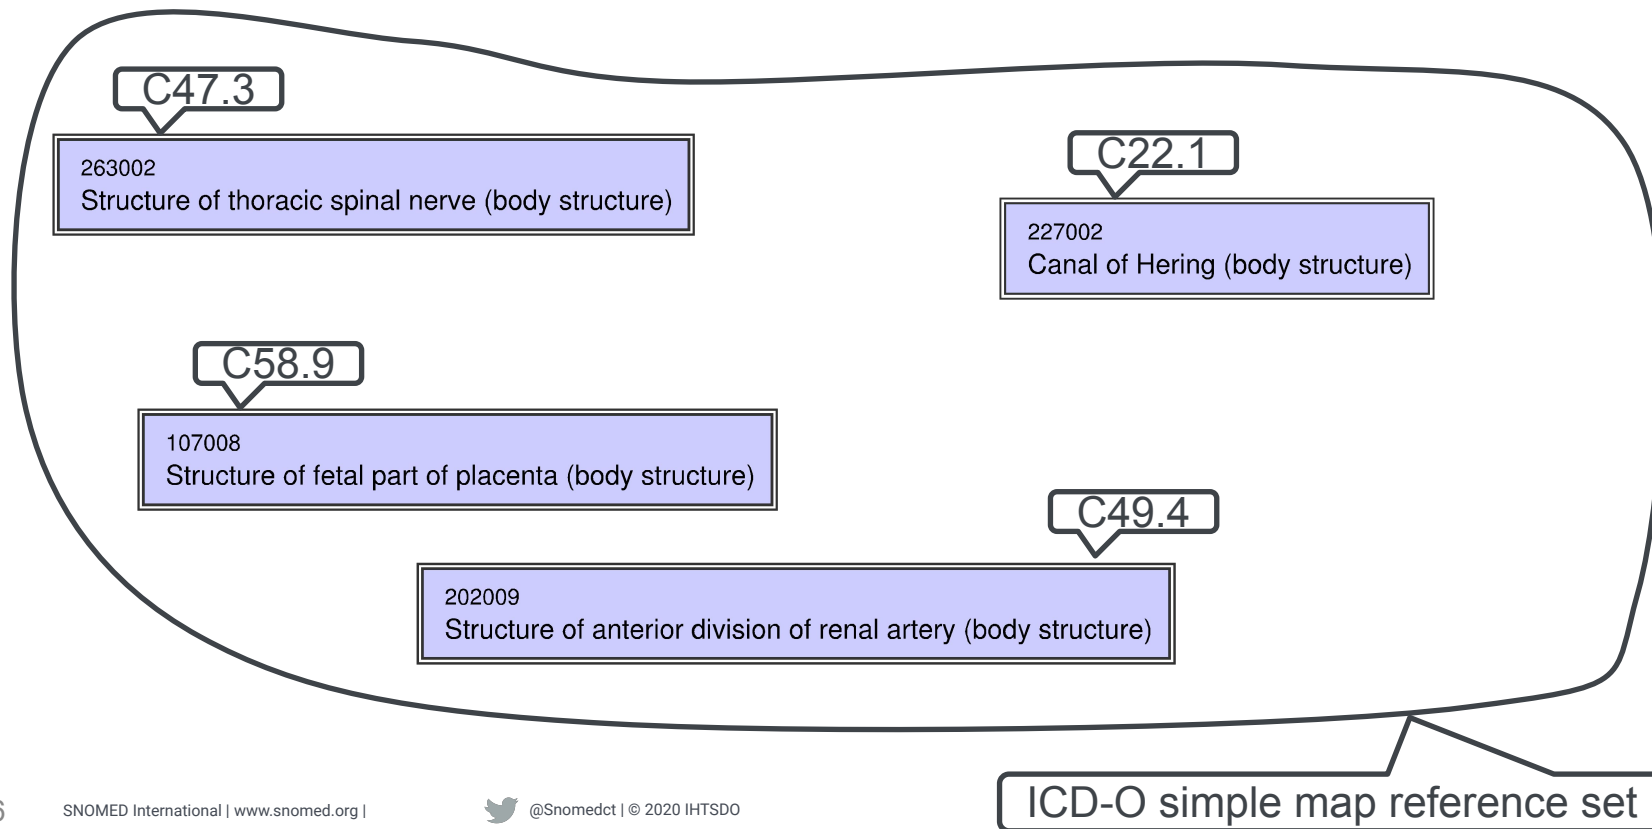 C47.3
263002
Structure of thoracic spinal nerve (body structure)
C22.1
227002
Canal of Hering (body structure)
C58.9
107008
Structure of fetal part of placenta (body structure)
C49.4
202009
Structure of anterior division of renal artery (body structure)
ICD-O simple map reference set
SNOMED International | www.snomed.org |
@Snomedct | © 2020 IHTSDO